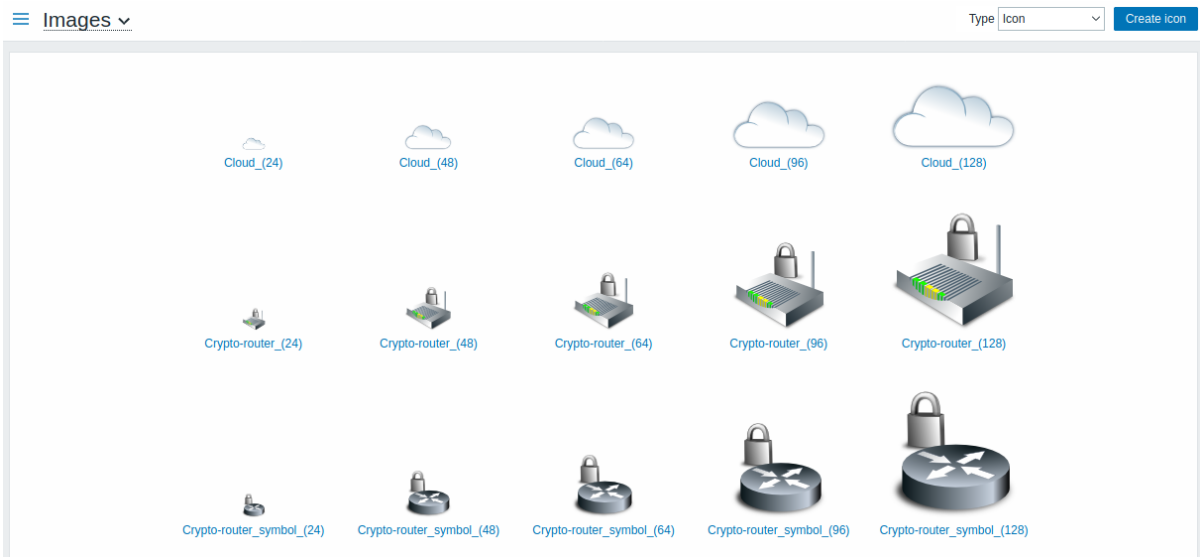 Images
Type Icon Create icon
Cloud_(24) Cloud_(48) Cloud_(64) Cloud_(96) Cloud_(128)
Crypto-router_(24) Crypto-router_(48) Crypto-router_(64) Crypto-router_(96) Crypto-router_(128)
Crypto-router_symbol_(24) Crypto-router_symbol_(48) Crypto-router_symbol_(64) Crypto-router_symbol_(96) Crypto-router_symbol_(128)